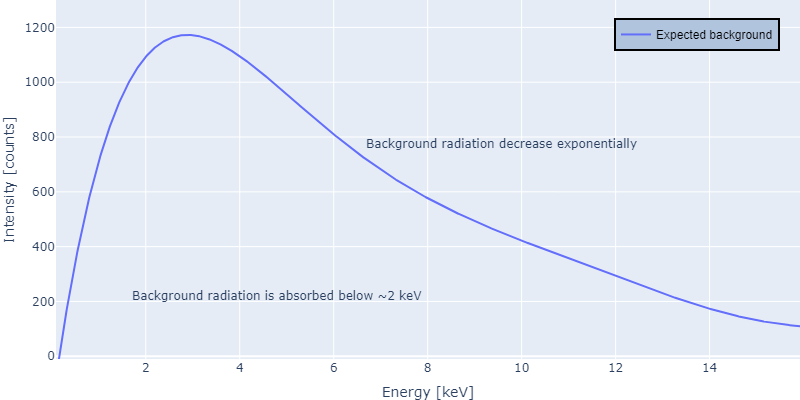 Expected background
1200
1000
800
600
400
200
0
Intensity [counts]
Background radiation decrease exponentially
Background radiation is absorbed below ~2 keV
2 4 6 8 10 12 14
Energy [keV]